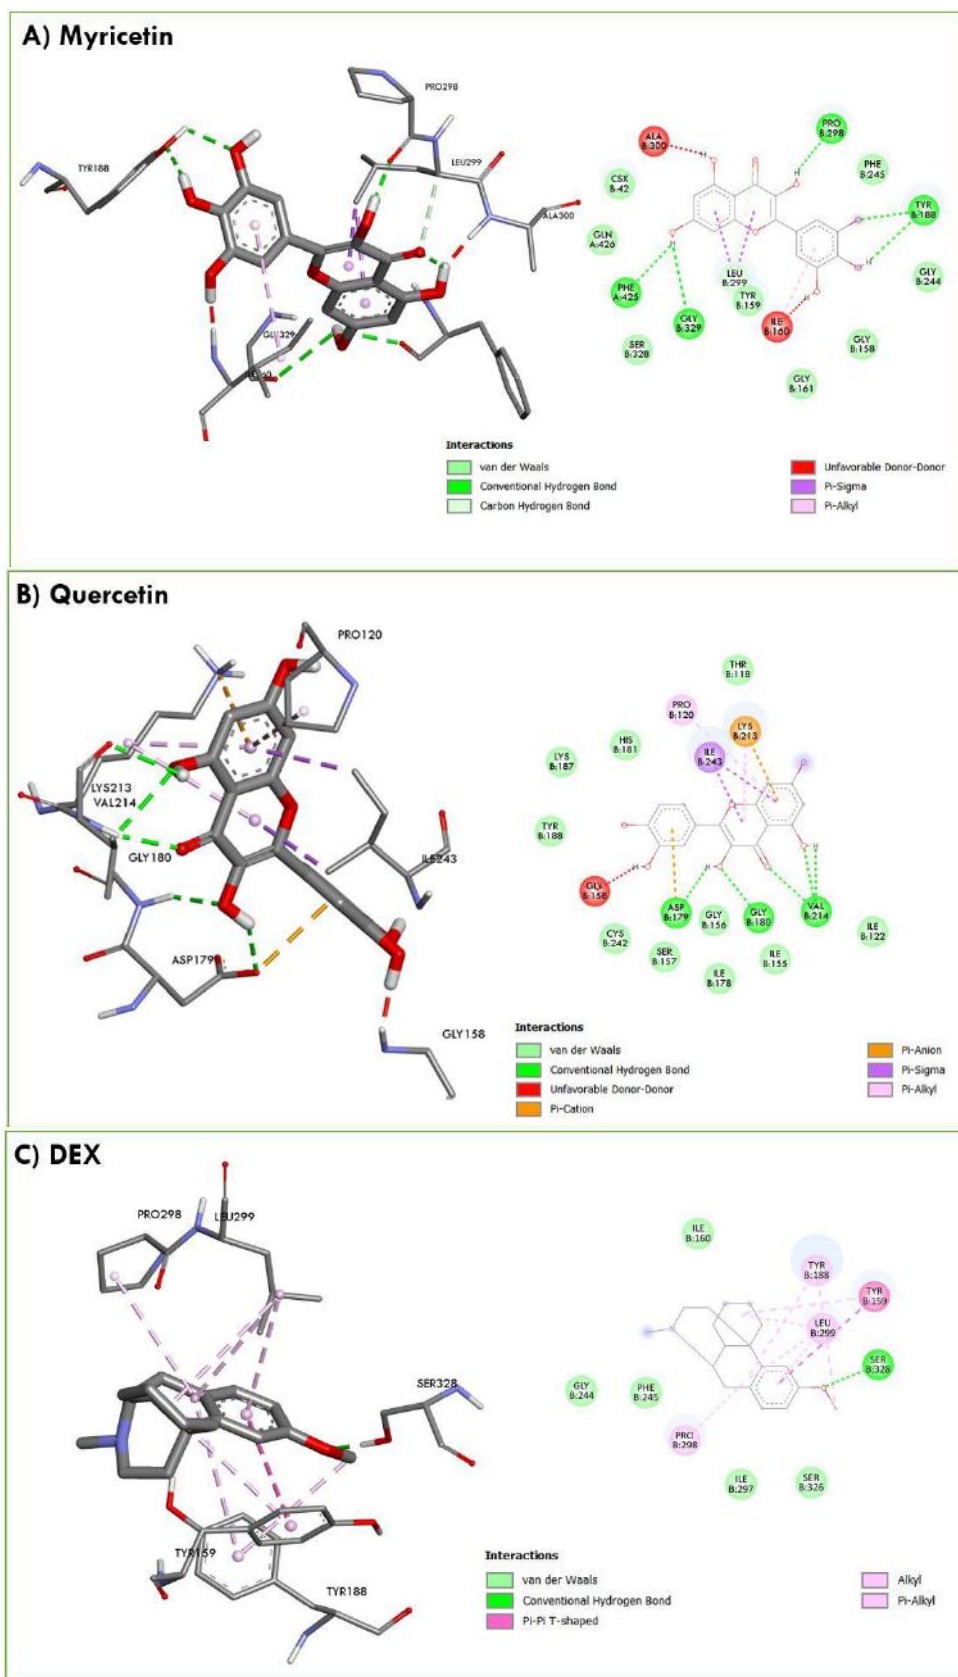 A) Myricetin
PRO298
TYR188
LEU299
ALA300
PRO
B:298
ALA
B:300
PHE
B:245
CSX
B:42
TYR
B:188
GLN
A:426
GLY
B:244
LEU
B:299
PHE
A:425
TYR
B:159
GLY
B:329
ILE
B:160
SER
B:328
GLY
B:158
GLY
B:161
Interactions
van der Waals
Conventional Hydrogen Bond
Carbon Hydrogen Bond
Unfavorable Donor-Donor
Pi-Sigma
Pi-Alkyl
B) Quercetin
PRO120
LYS213
VAL214
GLY180
ILE243
ASP179
GLY158
THR
B:118
PRO
B:120
LYS
B:213
HIS
B:181
ILE
B:243
LYS
B:187
TYR
B:188
GLY
B:158
ASP
B:179
GLY
B:156
GLY
B:180
VAL
B:214
CYS
B:242
SER
B:157
ILE
B:178
ILE
B:155
ILE
B:122
Interactions
van der Waals
Conventional Hydrogen Bond
Unfavorable Donor-Donor
Pi-Cation
Pi-Anion
Pi-Sigma
Pi-Alkyl
C) DEX
PRO298
LEU299
SER328
TYR159
TYR188
ILE
B:160
TYR
B:188
TYR
B:159
LEU
B:299
SER
B:328
GLY
B:244
PHE
B:245
PRO
B:298
ILE
B:297
SER
B:326
Interactions
van der Waals
Conventional Hydrogen Bond
Pi-Pi T-shaped
Alkyl
Pi-Alkyl